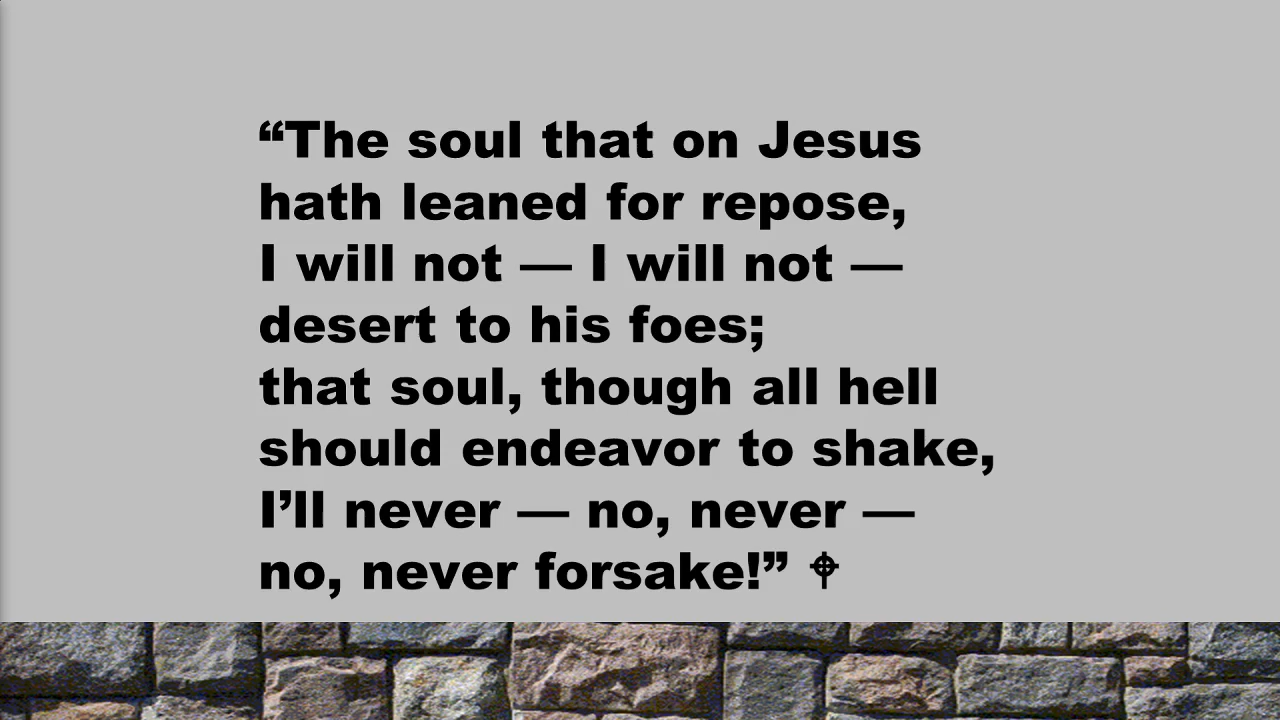 “The soul that on Jesus
hath leaned for repose,
I will not — I will not —
desert to his foes;
that soul, though all hell
should endeavor to shake,
I’ll never — no, never —
no, never forsake!” ⌖